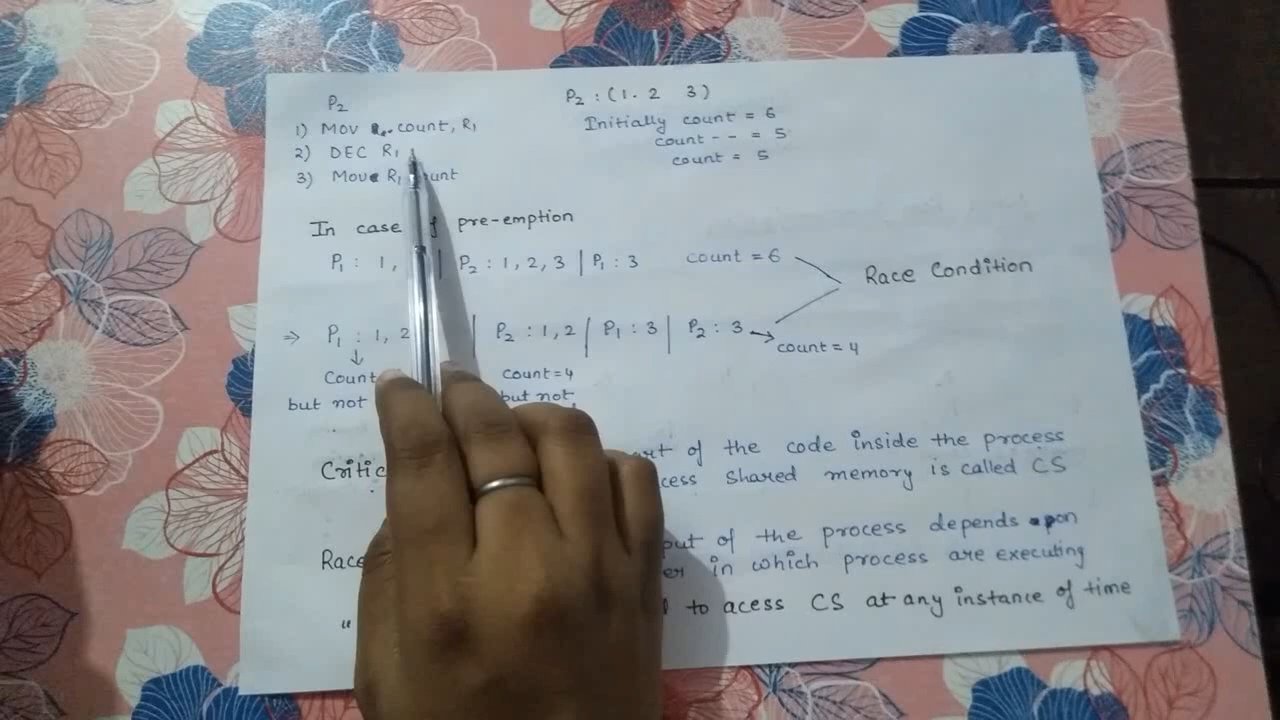 P2
1) Mov count, R1
2) DEC R1
3) Move R1
P2 : (1. 2 3)
Initially count = 6
count - - = 5
count = 5
In case pre-emption
P1 : 1, | P2 : 1, 2, 3 | P1 : 3 count = 6
Race Condition
⇒ P1 : 1, 2 | P2 : 1, 2 | P1 : 3 | P2 : 3 → count = 4
↓
Count count = 4
but not but not
of the code inside the process
shared memory is called CS
Race of the process depends upon
in which process are executing
" to acess CS at any instance of time